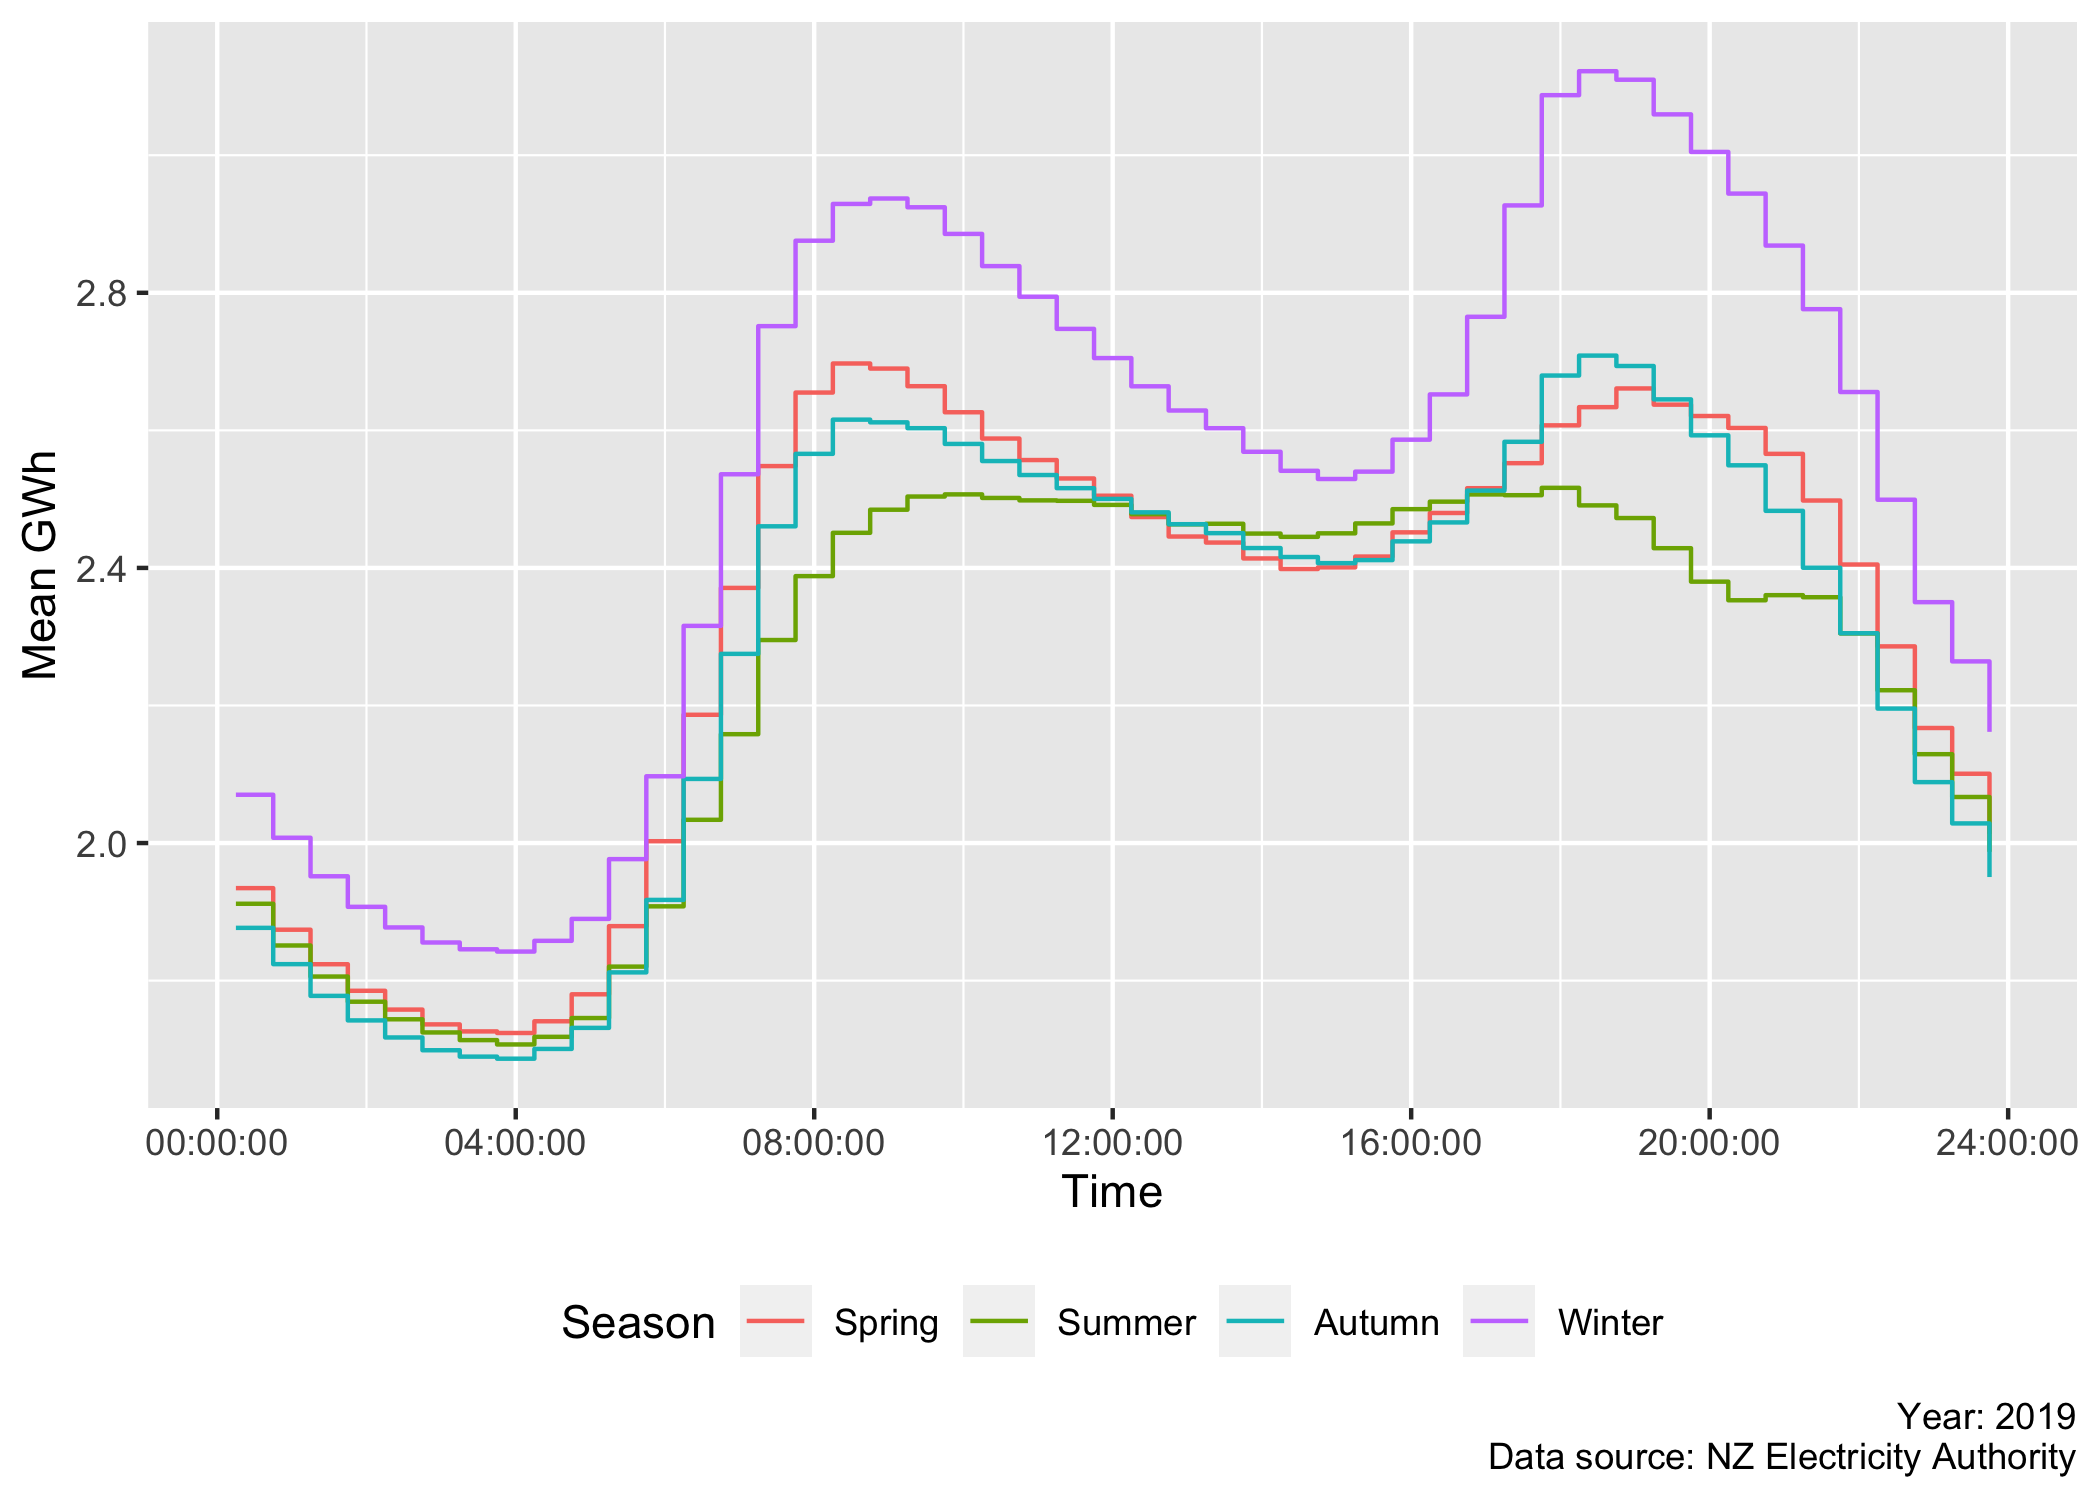 Mean GWh
2.8
2.4
2.0
00:00:00 04:00:00 08:00:00 12:00:00 16:00:00 20:00:00 24:00:00
Time
Season Spring Summer Autumn Winter
Year: 2019
Data source: NZ Electricity Authority